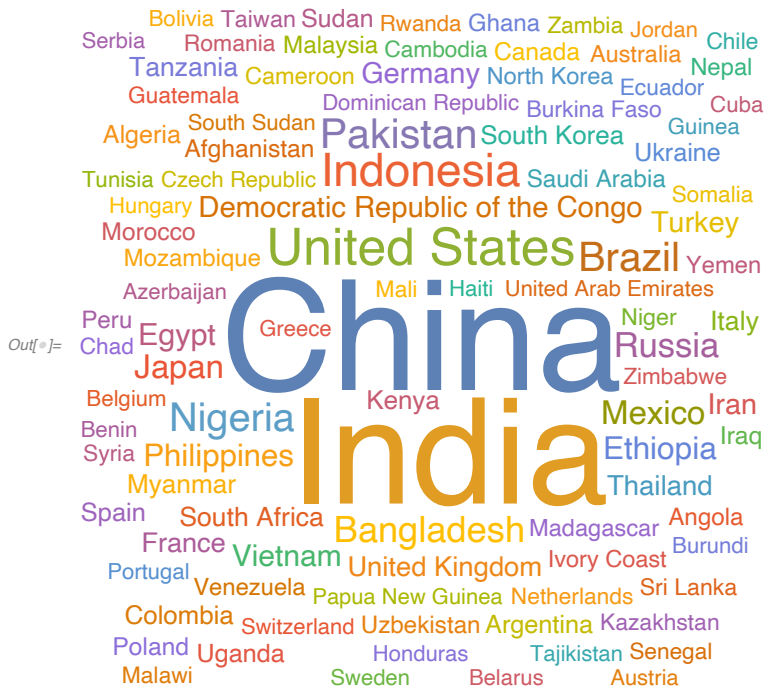 Bolivia Taiwan Sudan Rwanda Ghana Zambia Jordan
Serbia Romania Malaysia Cambodia Canada Australia Chile
Tanzania Cameroon Germany North Korea Ecuador Nepal
Guatemala Dominican Republic Burkina Faso Cuba
Algeria South Sudan Pakistan South Korea Guinea
Afghanistan Indonesia Ukraine
Tunisia Czech Republic Saudi Arabia Somalia
Hungary Democratic Republic of the Congo Turkey
Morocco United States Brazil Yemen
Mozambique
Azerbaijan Mali Haiti United Arab Emirates
Peru Egypt China Greece Niger Italy
Out[ ]= Chad Japan Russia
Zimbabwe
Belgium Kenya Mexico Iran
Benin Nigeria India Iraq
Syria Philippines Ethiopia
Myanmar Thailand
Spain South Africa Bangladesh Madagascar Angola
France Vietnam United Kingdom Ivory Coast Burundi
Portugal Venezuela Papua New Guinea Netherlands Sri Lanka
Colombia Switzerland Uzbekistan Argentina Kazakhstan
Poland Uganda Honduras Tajikistan Senegal
Malawi Sweden Belarus Austria